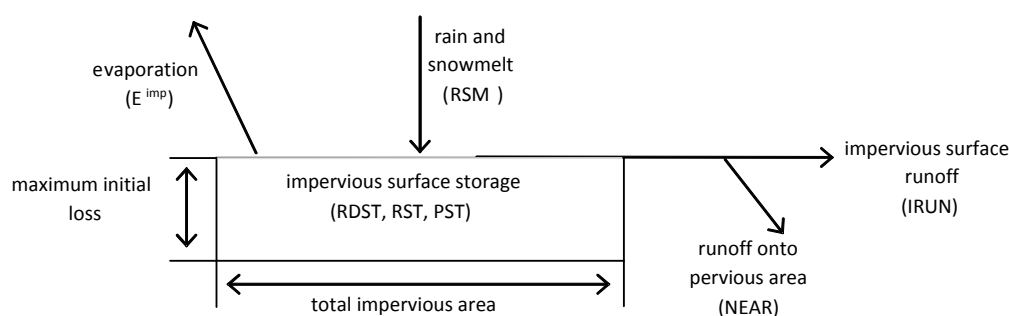 rain and
snowmelt
(RSM )
evaporation
(E imp)
maximum initial
loss
impervious surface storage
(RDST, RST, PST)
impervious surface
runoff
(IRUN)
runoff onto
pervious area
(NEAR)
total impervious area